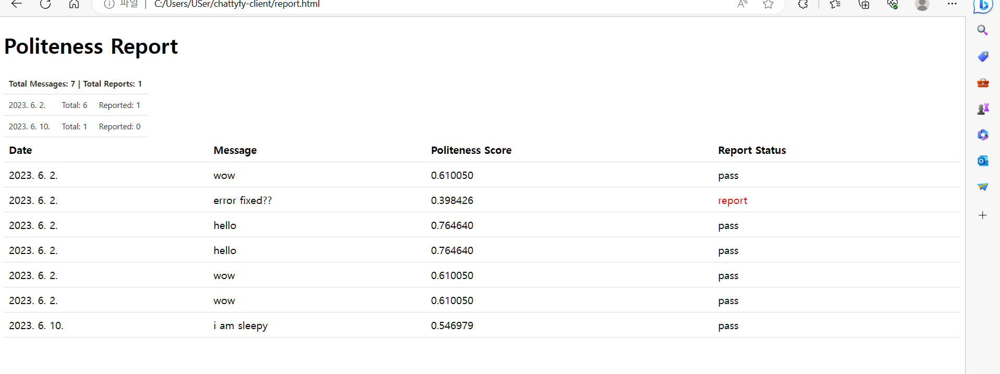 파일 | C:/Users/USer/chattyfy-client/report.html
Politeness Report
Total Messages: 7 | Total Reports: 1
2023. 6. 2. Total: 6 Reported: 1
2023. 6. 10. Total: 1 Reported: 0
Date Message Politeness Score Report Status
2023. 6. 2. wow 0.610050 pass
2023. 6. 2. error fixed?? 0.398426 report
2023. 6. 2. hello 0.764640 pass
2023. 6. 2. hello 0.764640 pass
2023. 6. 2. wow 0.610050 pass
2023. 6. 2. wow 0.610050 pass
2023. 6. 10. i am sleepy 0.546979 pass